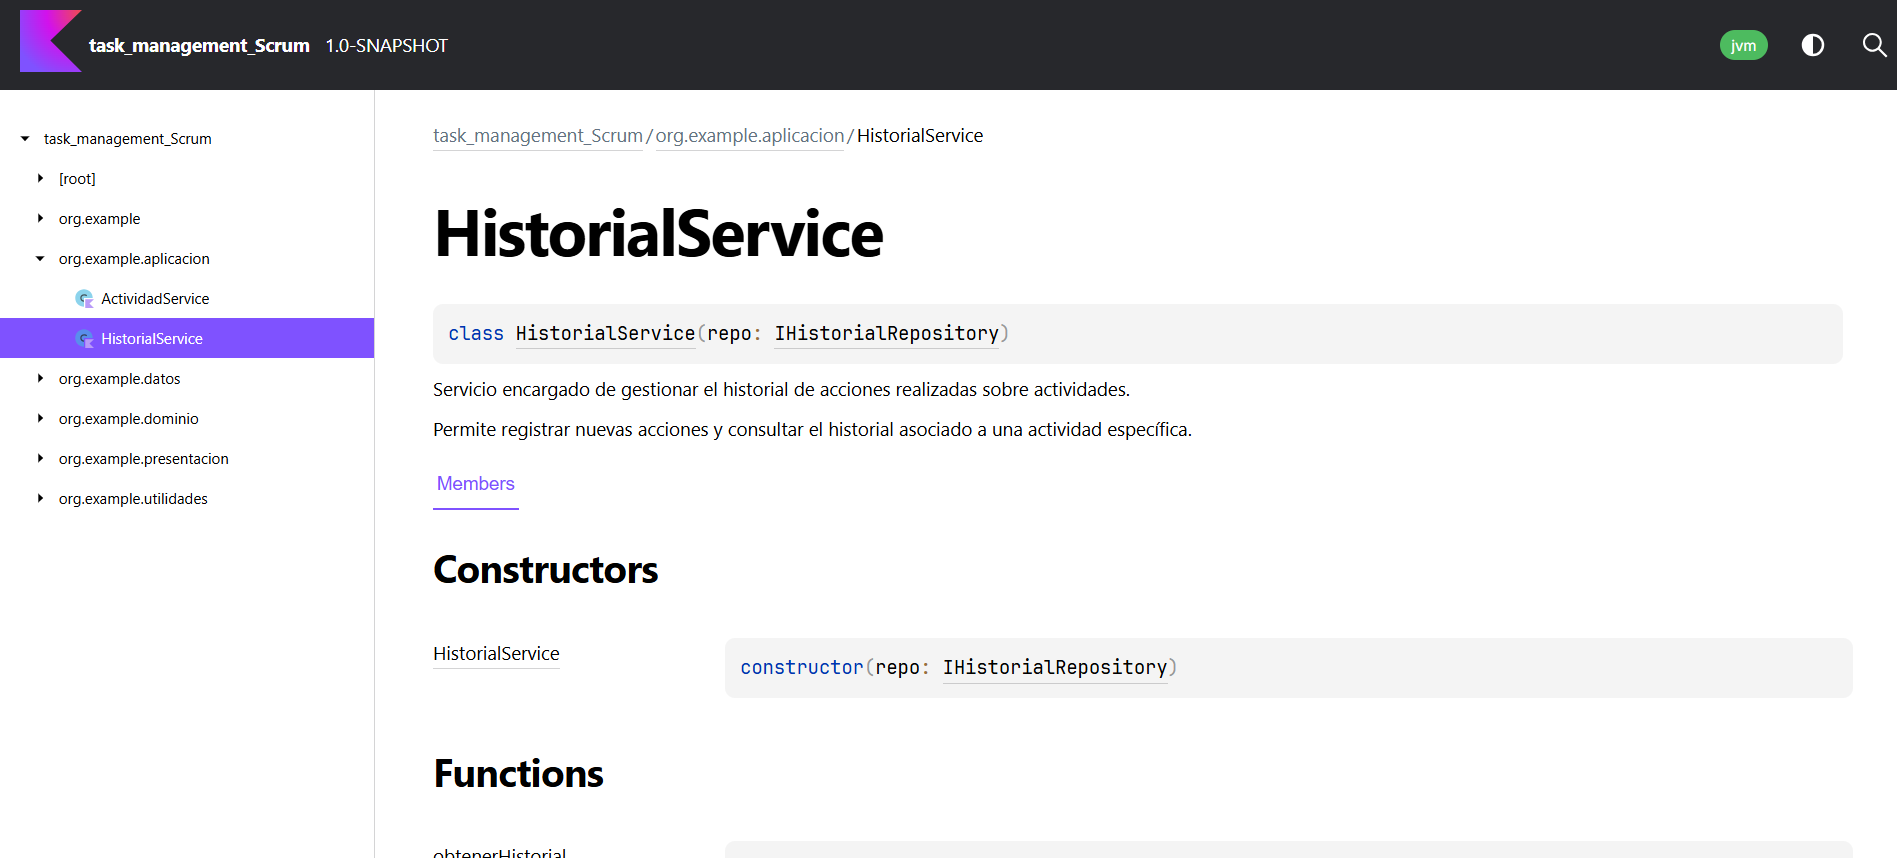 task_management_Scrum 1.0-SNAPSHOT
jvm
task_management_Scrum
[root]
org.example
org.example.aplicacion
ActividadService
HistorialService
org.example.datos
org.example.dominio
org.example.presentacion
org.example.utilidades
task_management_Scrum/org.example.aplicacion/HistorialService
HistorialService
class HistorialService(repo: IHistorialRepository)
Servicio encargado de gestionar el historial de acciones realizadas sobre actividades.
Permite registrar nuevas acciones y consultar el historial asociado a una actividad específica.
Members
Constructors
HistorialService
constructor(repo: IHistorialRepository)
Functions
obtenerHistorial